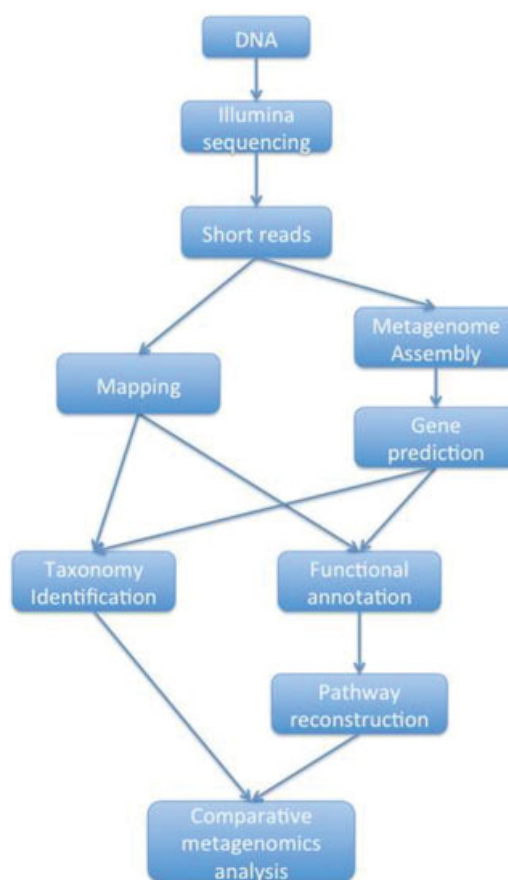 DNA
Illumina
sequencing
Short reads
Metagenome
Assembly
Mapping
Gene
prediction
Taxonomy
Identification
Functional
annotation
Pathway
reconstruction
Comparative
metagenomics
analysis